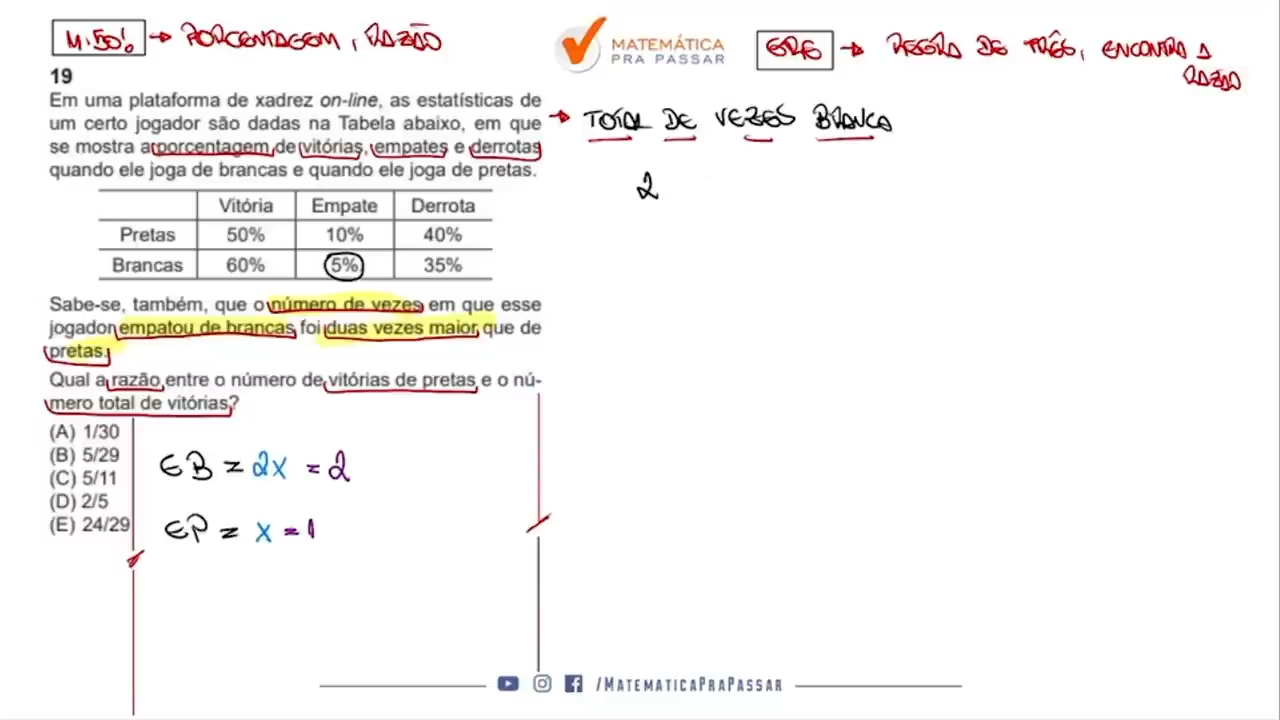 M.50% → PORCENTAGEM, RAZÃO
MATEMÁTICA
PRA PASSAR
→ REGRA DE TRÊS, ENCONTRA A
RAZÃO
19
Em uma plataforma de xadrez on-line, as estatísticas de
um certo jogador são dadas na Tabela abaixo, em que
se mostra a porcentagem de vitórias, empates e derrotas
quando ele joga de brancas e quando ele joga de pretas.
Vitória Empate Derrota
Pretas 50% 10% 40%
Brancas 60% 5% 35%
Sabe-se, também, que o número de vezes em que esse
jogador empatou de brancas foi duas vezes maior que de
pretas.
Qual a razão entre o número de vitórias de pretas e o nú-
mero total de vitórias?
(A) 1/30
(B) 5/29
(C) 5/11
(D) 2/5
(E) 24/29
EB = 2x = 2
EP = x = 1
→ TOTAL DE VEZES BRANCA
2
/MATEMATICAPRAPASSAR